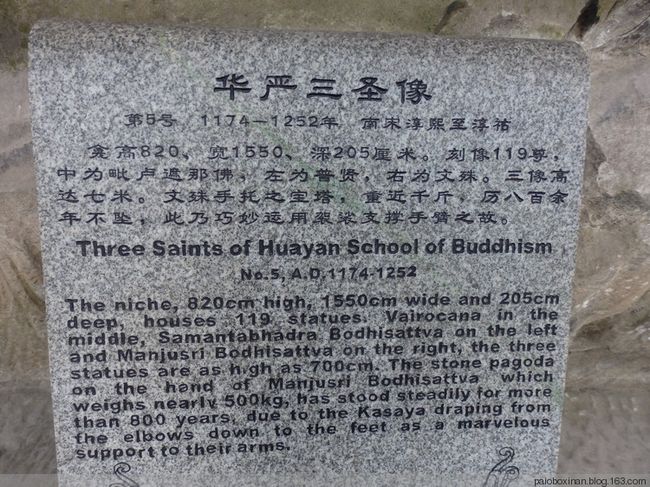 华严三圣像
第5号 1174—1252年 南宋淳熙至淳祐
龛高820、宽1550、深205厘米。刻像119尊，
中为毗卢遮那佛，左为普贤，右为文殊。三像高
达七米。文殊手托之宝塔，重近千斤，历八百余
年不坠，此乃巧妙运用袈裟支撑手臂之故。
Three Saints of Huayan School of Buddhism
No.5, A.D,1174-1252
The niche, 820cm high, 1550cm wide and 205cm
deep, houses 119 statues. Vairocana in the
middle, Samantabhadra Bodhisattva on the left
and Manjusri Bodhisattva on the right, the three
statues are as high as 700cm. The stone pagoda
on the hand of Manjusri Bodhisattva which
weighs nearly 500kg, has stood steadily for more
than 800 years, due to the Kasaya draping from
the elbows down to the feet as a marvelous
support to their arms.
paloboxinan.blog.163.com